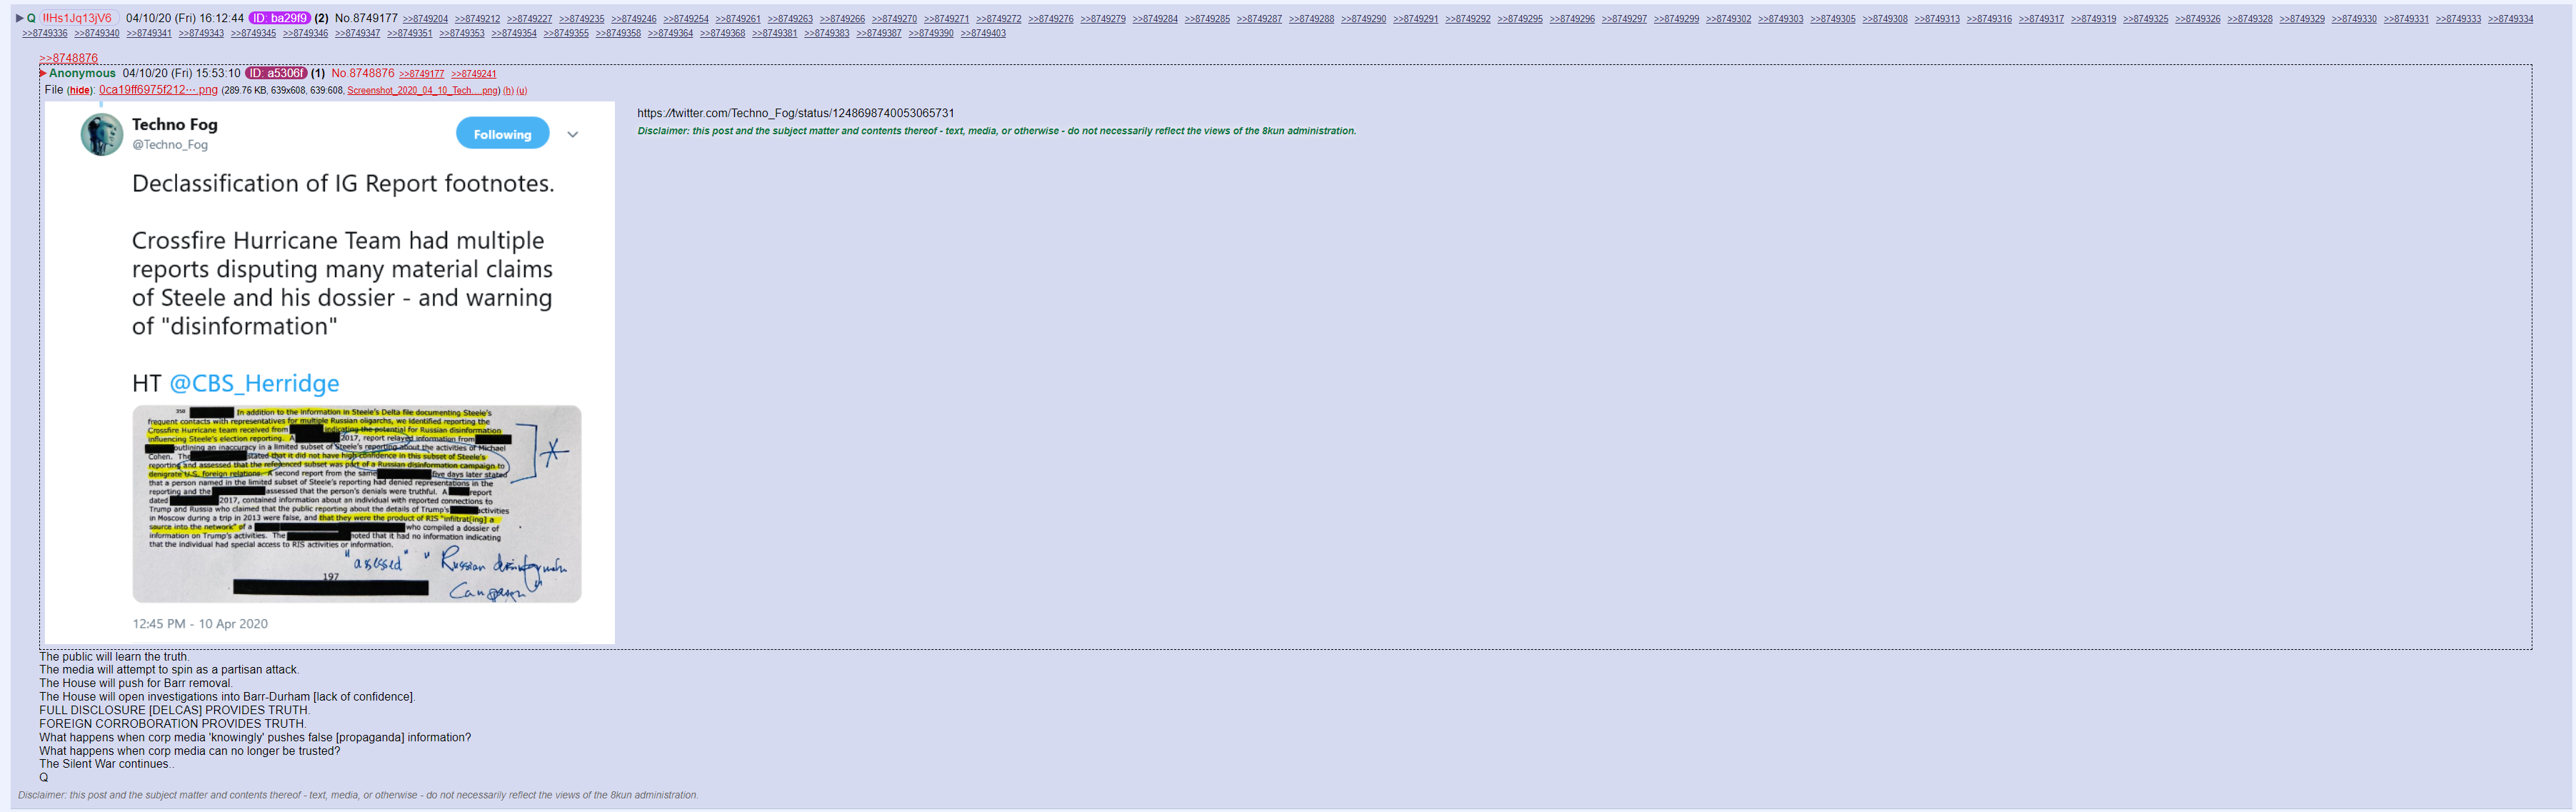 ▶ Q !!Hs1Jq13jV6 04/10/20 (Fri) 16:12:44 ID: ba29f9 (2) No.8749177 >>8749204 >>8749212 >>8749227 >>8749235 >>8749246 >>8749254 >>8749261 >>8749263 >>8749266 >>8749270 >>8749271 >>8749272 >>8749276 >>8749279 >>8749284 >>8749285 >>8749287 >>8749288 >>8749290 >>8749291 >>8749292 >>8749295 >>8749296 >>8749297 >>8749299 >>8749302 >>8749303 >>8749305 >>8749308 >>8749313 >>8749316 >>8749317 >>8749319 >>8749325 >>8749326 >>8749328 >>8749329 >>8749330 >>8749331 >>8749333 >>8749334
>>8749336 >>8749340 >>8749341 >>8749343 >>8749345 >>8749346 >>8749347 >>8749351 >>8749353 >>8749354 >>8749355 >>8749358 >>8749364 >>8749368 >>8749381 >>8749383 >>8749387 >>8749390 >>8749403
>>8748876
▶Anonymous 04/10/20 (Fri) 15:53:10 ID: a5306f (1) No.8748876 >>8749177 >>8749241
File (hide): 0ca19ff6975f212⋯.png (289.76 KB, 639x608, 639:608, Screenshot_2020_04_10_Tech….png) (h) (u)
Techno Fog
@Techno_Fog
Following
Declassification of IG Report footnotes.
Crossfire Hurricane Team had multiple
reports disputing many material claims
of Steele and his dossier - and warning
of "disinformation"
HT @CBS_Herridge
350 In addition to the information in Steele's Delta file documenting Steele's
frequent contacts with representatives for multiple Russian oligarchs, we identified reporting the
Crossfire Hurricane team received from indicating the potential for Russian disinformation
influencing Steele's election reporting. A 2017, report relayed information from
outlining an inaccuracy in a limited subset of Steele's reporting about the activities of Michael
Cohen. The stated that it did not have high confidence in this subset of Steele's
reporting and assessed that the referenced subset was part of a Russian disinformation campaign to
denigrate U.S. foreign relations. A second report from the same five days later stated
that a person named in the limited subset of Steele's reporting had denied representations in the
reporting and the assessed that the person's denials were truthful. A report
dated 2017, contained information about an individual with reported connections to
Trump and Russia who claimed that the public reporting about the details of Trump's activities
in Moscow during a trip in 2013 were false, and that they were the product of RIS "infiltrat[ing] a
source into the network" of a who compiled a dossier of
information on Trump's activities. The noted that it had no information indicating
that the individual had special access to RIS activities or information.
"assessed" "Russian disinformation
Campaign"
197
12:45 PM - 10 Apr 2020
https://twitter.com/Techno_Fog/status/1248698740053065731
Disclaimer: this post and the subject matter and contents thereof - text, media, or otherwise - do not necessarily reflect the views of the 8kun administration.
The public will learn the truth.
The media will attempt to spin as a partisan attack.
The House will push for Barr removal.
The House will open investigations into Barr-Durham [lack of confidence].
FULL DISCLOSURE [DELCAS] PROVIDES TRUTH.
FOREIGN CORROBORATION PROVIDES TRUTH.
What happens when corp media 'knowingly' pushes false [propaganda] information?
What happens when corp media can no longer be trusted?
The Silent War continues..
Q
Disclaimer: this post and the subject matter and contents thereof - text, media, or otherwise - do not necessarily reflect the views of the 8kun administration.